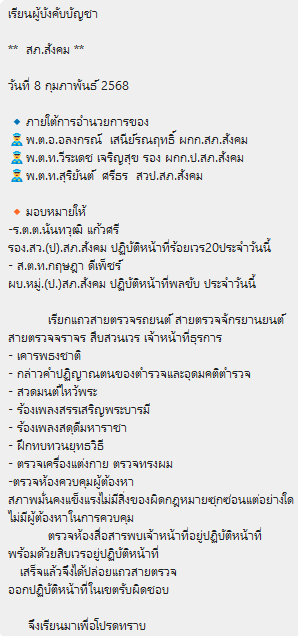 เรียนผู้บังคับบัญชา
** สภ.สังคม **
วันที่ 8 กุมภาพันธ์ 2568
🔹ภายใต้การอำนวยการของ
👮พ.ต.อ.อลงกรณ์ เสนีย์รณฤทธิ์ ผกก.สภ.สังคม
👮พ.ต.ท.วีระเดช เจริญสุข รอง ผกก.ป.สภ.สังคม
👮พ.ต.ท.สุริยันต์ ศรีธร สวป.สภ.สังคม
🔸มอบหมายให้
-ร.ต.ต.นันทวุฒิ แก้วศรี
รอง.สว.(ป).สภ.สังคม ปฏิบัติหน้าที่ร้อยเวร20ประจำวันนี้
- ส.ต.ท.กฤษฎา ดีเพ็ชร์
ผบ.หมู่.(ป.)สภ.สังคม ปฏิบัติหน้าที่พลขับ ประจำวันนี้
เรียกแถวสายตรวจรถยนต์ สายตรวจจักรยานยนต์
สายตรวจจราจร สืบสวนเวร เจ้าหน้าที่ธุรการ
- เคารพธงชาติ
- กล่าวคำปฏิญาณตนของตำรวจและอุดมคติตำรวจ
- สวดมนต์ไหว้พระ
- ร้องเพลงสรรเสริญพระบารมี
- ร้องเพลงสดุดีมหาราชา
- ฝึกทบทวนยุทธวิธี
- ตรวจเครื่องแต่งกาย ตรวจทรงผม
-ตรวจห้องควบคุมผู้ต้องหา
สภาพมั่นคงแข็งแรงไม่มีสิ่งของผิดกฎหมายซุกซ่อนแต่อย่างใด
ไม่มีผู้ต้องหาในการควบคุม
ตรวจห้องสื่อสารพบเจ้าหน้าที่อยู่ปฏิบัติหน้าที่
พร้อมด้วยสิบเวรอยู่ปฏิบัติหน้าที่
เสร็จแล้วจึงได้ปล่อยแถวสายตรวจ
ออกปฏิบัติหน้าที่ในเขตรับผิดชอบ
จึงเรียนมาเพื่อโปรดทราบ